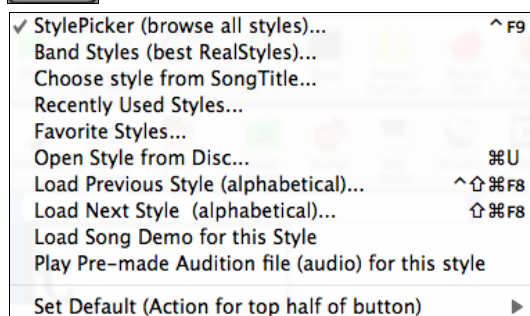 ✓ StylePicker (browse all styles)... ^F9
Band Styles (best RealStyles)...
Choose style from SongTitle...
Recently Used Styles...
Favorite Styles...
Open Style from Disc... ⌘U
Load Previous Style (alphabetical)... ^⇧⌘F8
Load Next Style (alphabetical)... ⇧⌘F8
Load Song Demo for this Style
Play Pre-made Audition file (audio) for this style
Set Default (Action for top half of button) ▶